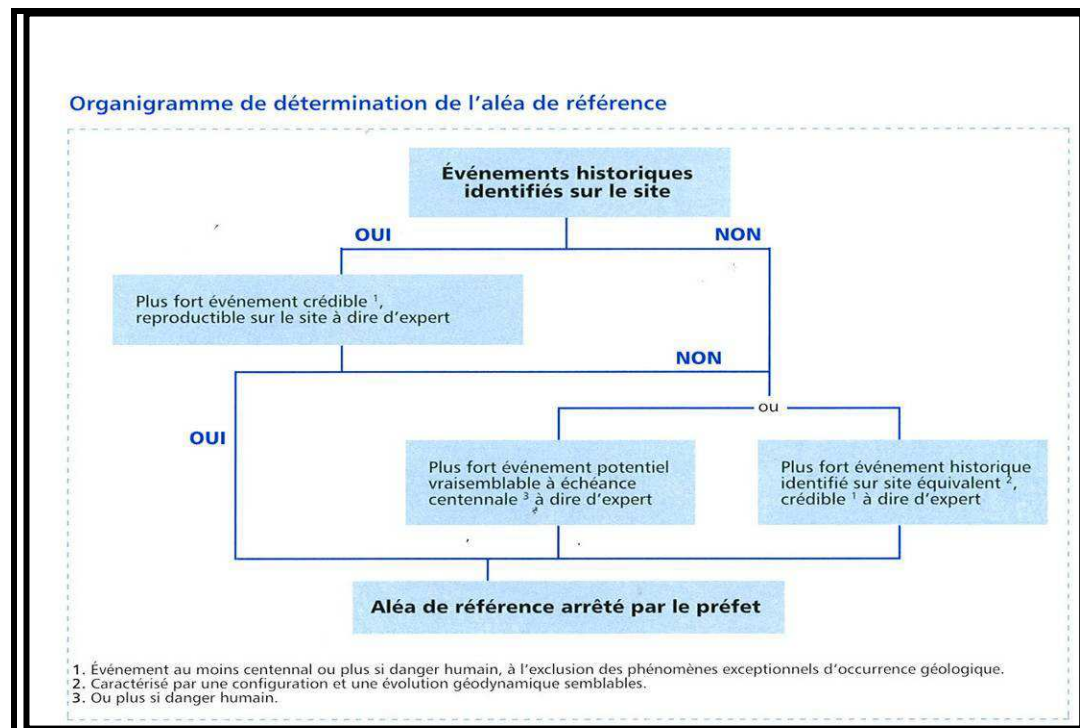 Organigramme de détermination de l'aléa de référence
Événements historiques
identifiés sur le site
OUI
NON
Plus fort événement crédible ¹,
reproductible sur le site à dire d'expert
NON
ou
OUI
Plus fort événement potentiel
vraisemblable à échéance
centennale ³ à dire d'expert
Plus fort événement historique
identifié sur site équivalent ²,
crédible ¹ à dire d'expert
Aléa de référence arrêté par le préfet
1. Événement au moins centennal ou plus si danger humain, à l'exclusion des phénomènes exceptionnels d'occurrence géologique.
2. Caractérisé par une configuration et une évolution géodynamique semblables.
3. Ou plus si danger humain.